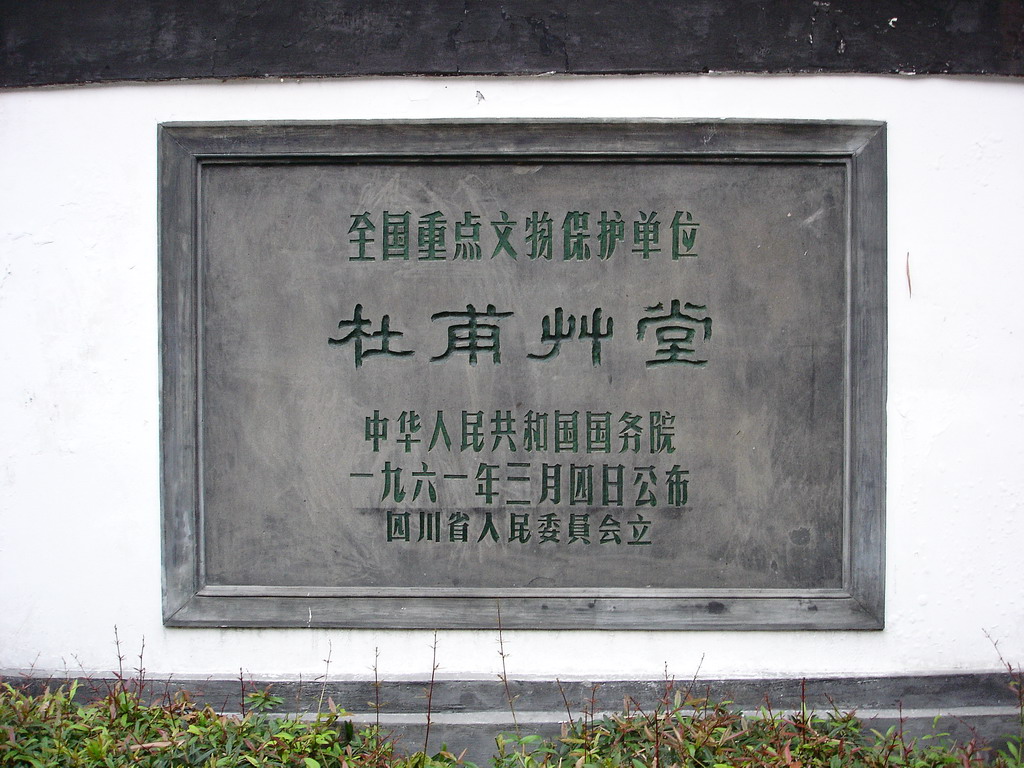 全国重点文物保护单位
杜甫艸堂
中华人民共和国国务院
一九六一年三月四日公布
四川省人民委員会立